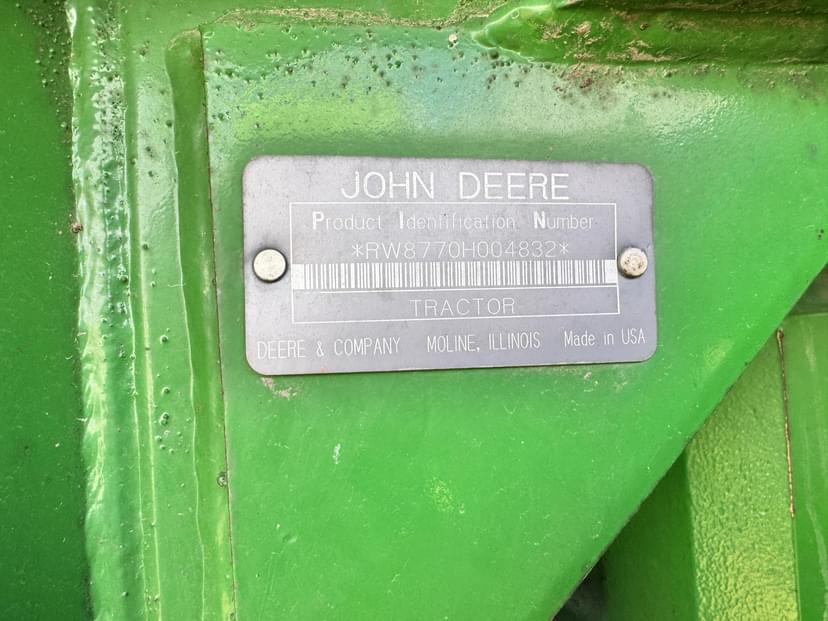 JOHN DEERE
Product Identification Number
*RW8770H004832*
TRACTOR
DEERE & COMPANY MOLINE, ILLINOIS Made in USA